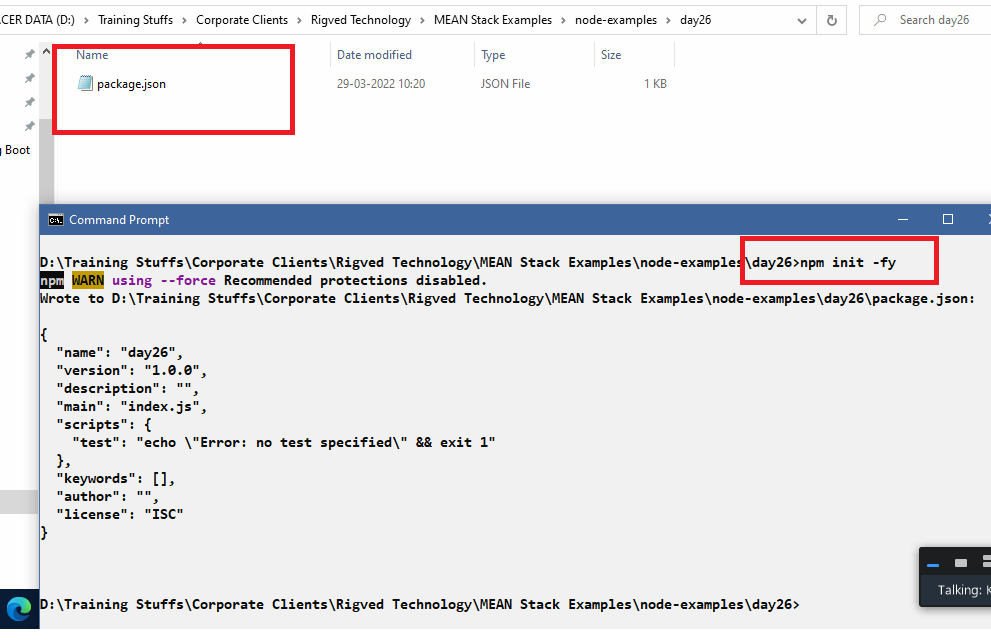 CER DATA (D:) > Training Stuffs > Corporate Clients > Rigved Technology > MEAN Stack Examples > node-examples > day26
Search day26
Name Date modified Type Size
package.json 29-03-2022 10:20 JSON File 1 KB
Boot
Command Prompt
D:\Training Stuffs\Corporate Clients\Rigved Technology\MEAN Stack Examples\node-examples\day26>npm init -fy
npm WARN using --force Recommended protections disabled.
Wrote to D:\Training Stuffs\Corporate Clients\Rigved Technology\MEAN Stack Examples\node-examples\day26\package.json:
{
"name": "day26",
"version": "1.0.0",
"description": "",
"main": "index.js",
"scripts": {
"test": "echo \"Error: no test specified\" && exit 1"
},
"keywords": [],
"author": "",
"license": "ISC"
}
Talking:
D:\Training Stuffs\Corporate Clients\Rigved Technology\MEAN Stack Examples\node-examples\day26>